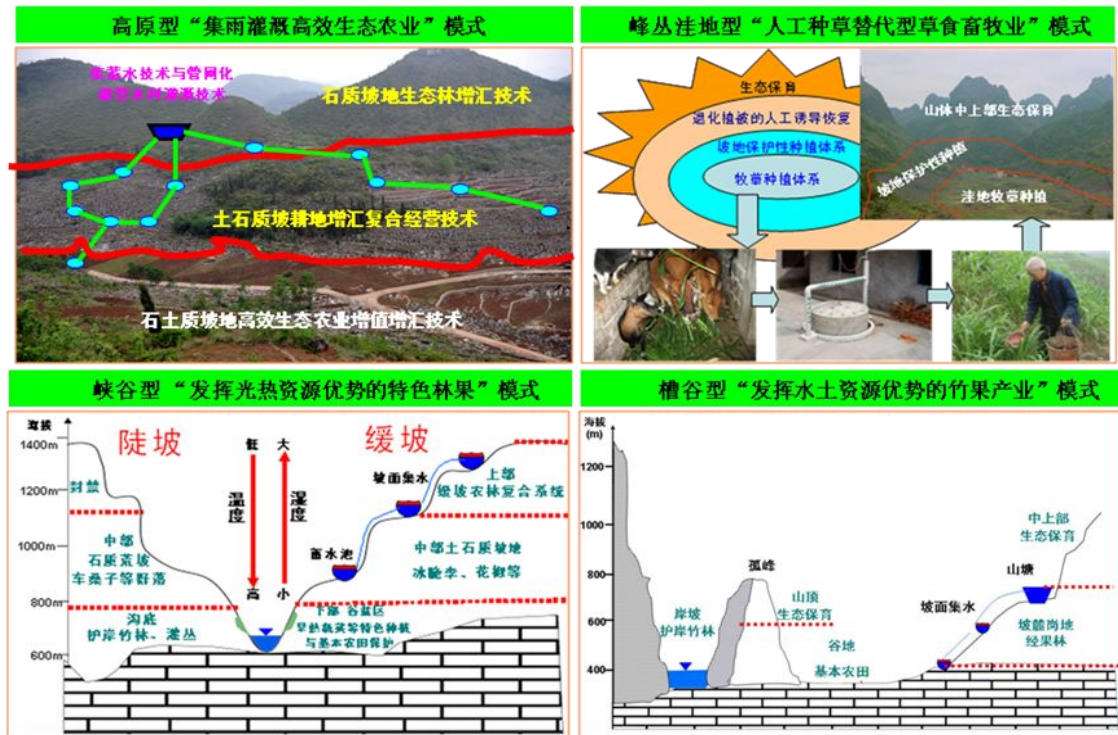 高原型“集雨灌溉高效生态农业”模式
蓄水技术与管网化
灌溉技术
石质坡地生态林增汇技术
土石质坡耕地增汇复合经营技术
石土质坡地高效生态农业增值增汇技术
峰丛洼地型“人工种草替代型草食畜牧业”模式
生态保育
退化植被的人工诱导恢复
坡地保护性种植体系
牧草种植体系
山体中上部生态保育
坡地保护性种植
洼地牧草种植
峡谷型“发挥光热资源优势的特色林果”模式
海拔
1400m
1200m
1000m
800m
600m
陡坡
缓坡
低
大
温度
湿度
高
小
封禁
中部
石质荒坡
车桑子等群落
沟底
护岸竹林、灌丛
坡面集水
蓄水池
上部
缓坡农林复合系统
中部土石质坡地
冰脆李、花椒等
下部 谷盆区
早熟蔬菜等特色种植
与基本农田保护
槽谷型“发挥水土资源优势的竹果产业”模式
海拔
(m)
1200
1000
800
600
400
孤峰
岸坡
护岸竹林
山顶
生态保育
谷地
基本农田
中上部
生态保育
山塘
坡面集水
坡麓岗地
经果林